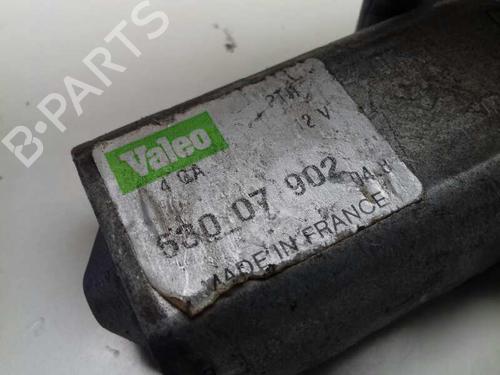 B-PARTS
Valeo
2 V
4 GA
530 07 902
MADE IN FRANCE